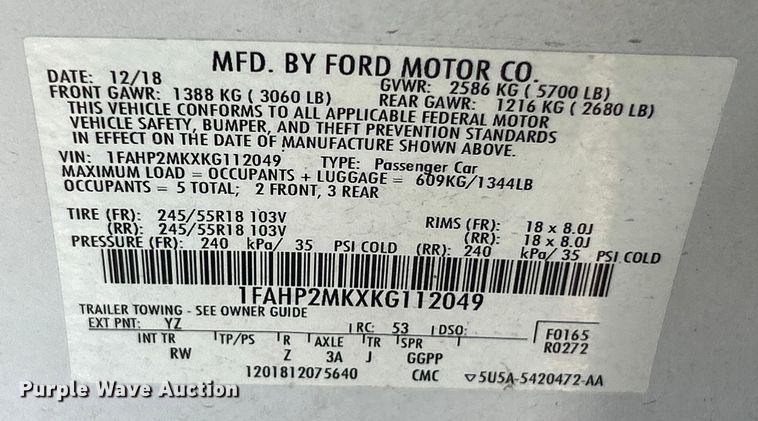 MFD. BY FORD MOTOR CO.
DATE: 12/18 GVWR: 2586 KG ( 5700 LB)
FRONT GAWR: 1388 KG ( 3060 LB) REAR GAWR: 1216 KG ( 2680 LB)
THIS VEHICLE CONFORMS TO ALL APPLICABLE FEDERAL MOTOR
VEHICLE SAFETY, BUMPER, AND THEFT PREVENTION STANDARDS
IN EFFECT ON THE DATE OF MANUFACTURE SHOWN ABOVE.
VIN: 1FAHP2MKXKG112049 TYPE: Passenger Car
MAXIMUM LOAD = OCCUPANTS + LUGGAGE = 609KG/1344LB
OCCUPANTS = 5 TOTAL; 2 FRONT, 3 REAR
TIRE (FR): 245/55R18 103V RIMS (FR): 18 x 8.0J
(RR): 245/55R18 103V (RR): 18 x 8.0J
PRESSURE (FR): 240 kPa/ 35 PSI COLD (RR): 240 kPa/ 35 PSI COLD
1FAHP2MKXKG112049
TRAILER TOWING - SEE OWNER GUIDE
EXT PNT: YZ RC: 53 DSO: F0165
INT TR TP/PS R AXLE TR SPR R0272
RW Z 3A J GGPP
1201812075640 CMC ▽5U5A-5420472-AA
Purple Wave Auction